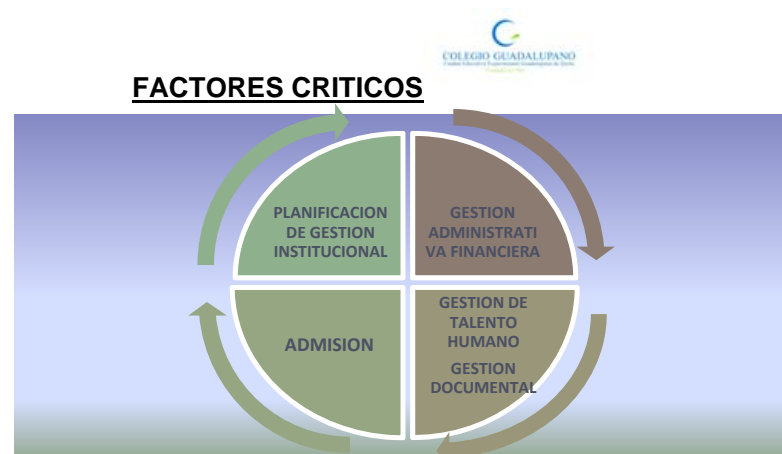 COLEGIO GUADALUPANO
FACTORES CRITICOS
PLANIFICACION
DE GESTION
INSTITUCIONAL
GESTION
ADMINISTRATI
VA FINANCIERA
ADMISION
GESTION DE
TALENTO
HUMANO
GESTION
DOCUMENTAL